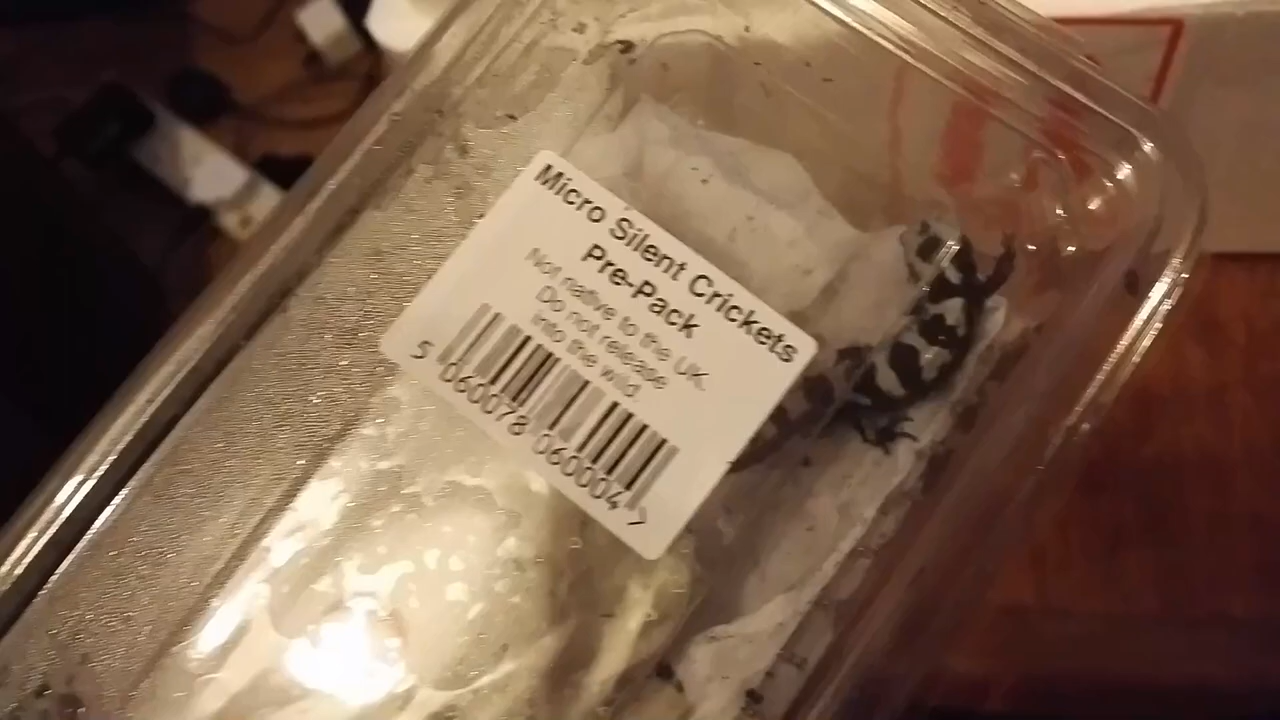 Micro Silent Crickets
Pre-Pack
Not native to the UK.
Do not release
into the wild
5 060078 060004 >